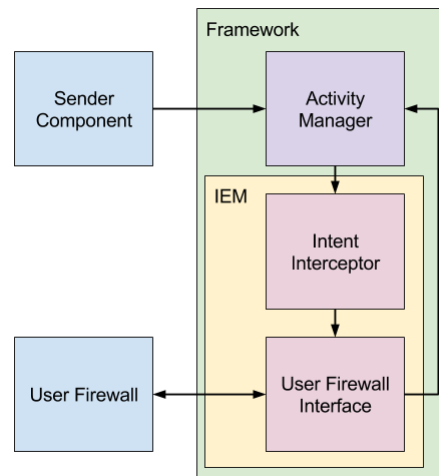 Framework
Sender
Component
Activity
Manager
IEM
Intent
Interceptor
User Firewall
User Firewall
Interface